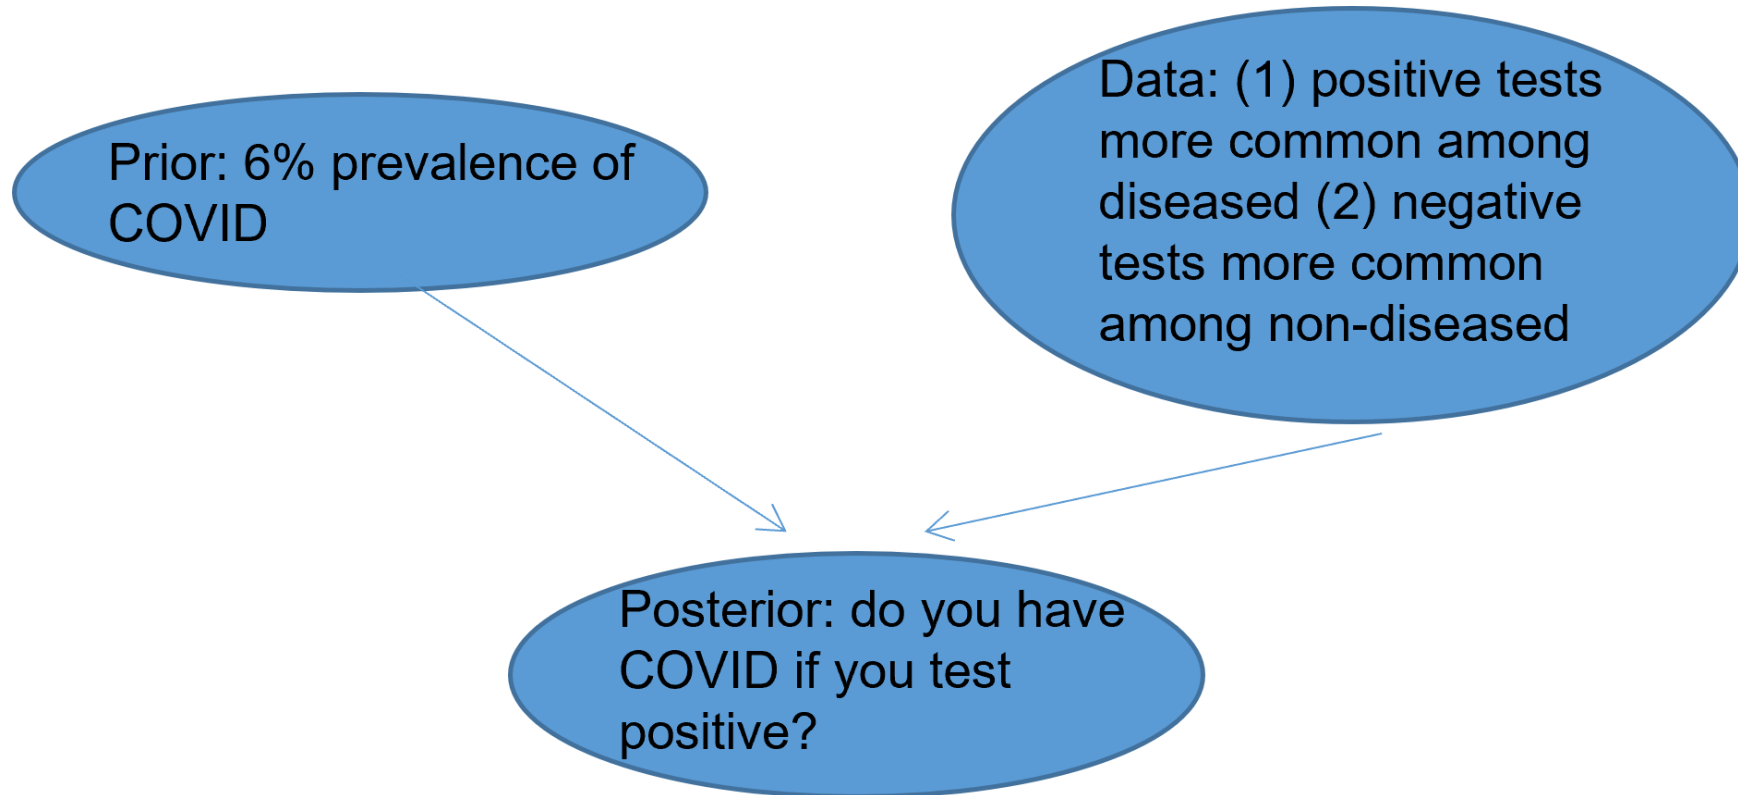 Prior: 6% prevalence of
COVID
Data: (1) positive tests
more common among
diseased (2) negative
tests more common
among non-diseased
Posterior: do you have
COVID if you test
positive?